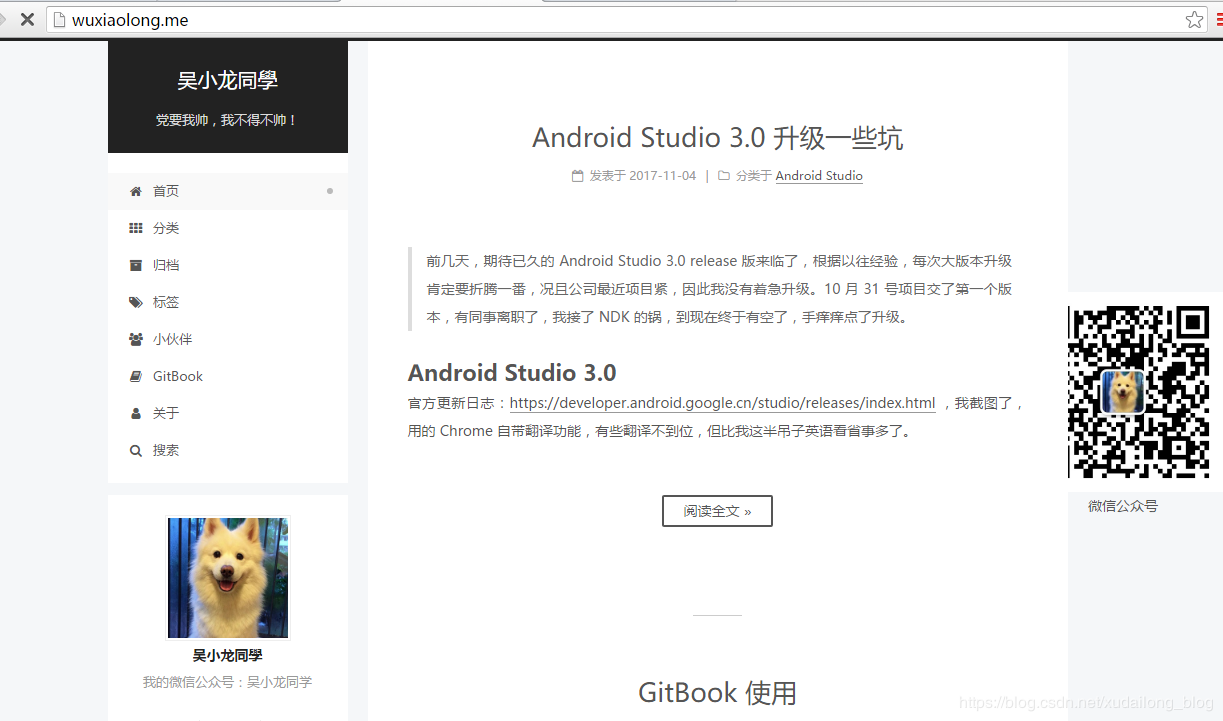 wuxiaolong.me
吴小龙同學
党要我帅，我不得不帅！
首页
分类
归档
标签
小伙伴
GitBook
关于
搜索
吴小龙同學
我的微信公众号：吴小龙同学
Android Studio 3.0 升级一些坑
发表于 2017-11-04 | 分类于 Android Studio
前几天，期待已久的 Android Studio 3.0 release 版来临了，根据以往经验，每次大版本升级
肯定要折腾一番，况且公司最近项目紧，因此我没有着急升级。10 月 31 号项目交了第一个版
本，有同事离职了，我接了 NDK 的锅，到现在终于有空了，手痒痒点了升级。
Android Studio 3.0
官方更新日志：https://developer.android.google.cn/studio/releases/index.html ，我截图了，
用的 Chrome 自带翻译功能，有些翻译不到位，但比我这半吊子英语看省事多了。
阅读全文 »
GitBook 使用
微信公众号
https://blog.csdn.net/xudailong_blog